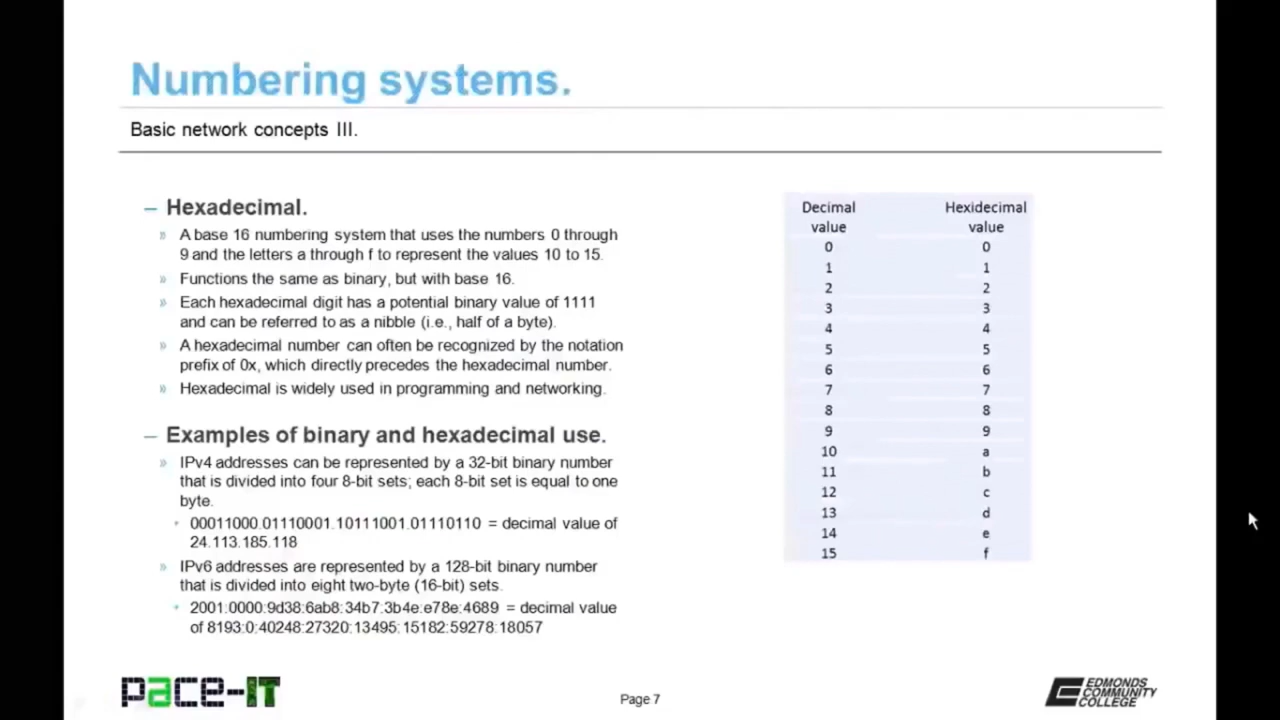 Numbering systems.
Basic network concepts III.
– Hexadecimal.
» A base 16 numbering system that uses the numbers 0 through
9 and the letters a through f to represent the values 10 to 15.
» Functions the same as binary, but with base 16.
» Each hexadecimal digit has a potential binary value of 1111
and can be referred to as a nibble (i.e., half of a byte).
» A hexadecimal number can often be recognized by the notation
prefix of 0x, which directly precedes the hexadecimal number.
» Hexadecimal is widely used in programming and networking.
– Examples of binary and hexadecimal use.
» IPv4 addresses can be represented by a 32-bit binary number
that is divided into four 8-bit sets; each 8-bit set is equal to one
byte.
• 00011000.01110001.10111001.01110110 = decimal value of
24.113.185.118
» IPv6 addresses are represented by a 128-bit binary number
that is divided into eight two-byte (16-bit) sets.
• 2001:0000:9d38:6ab8:34b7:3b4e:e78e:4689 = decimal value
of 8193:0:40248:27320:13495:15182:59278:18057
Decimal value Hexidecimal value
0 0
1 1
2 2
3 3
4 4
5 5
6 6
7 7
8 8
9 9
10 a
11 b
12 c
13 d
14 e
15 f
pace-IT
Page 7
EDMONDS
COMMUNITY
COLLEGE